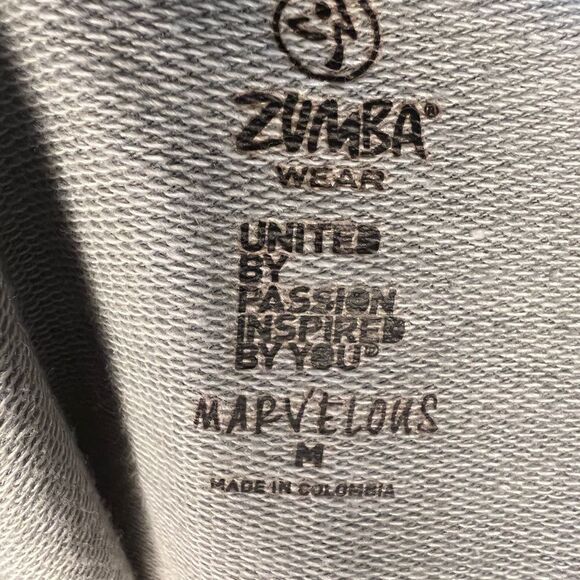 ZUMBA®
WEAR
UNITED
BY
PASSION
INSPIRED
BY YOU®
MARVELOUS
M
MADE IN COLOMBIA